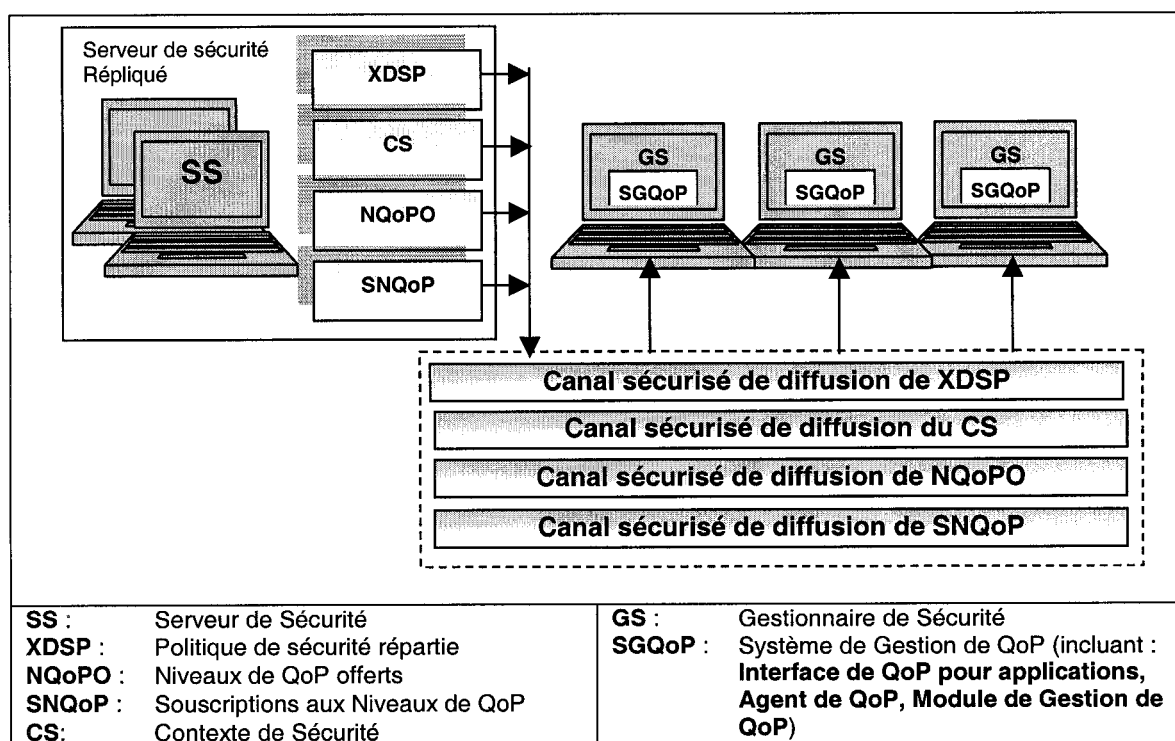 Serveur de sécurité
Répliqué
SS
XDSP
CS
NQoPO
SNQoP
GS
SGQoP
GS
SGQoP
GS
SGQoP
Canal sécurisé de diffusion de XDSP
Canal sécurisé de diffusion du CS
Canal sécurisé de diffusion de NQoPO
Canal sécurisé de diffusion de SNQoP
SS : Serveur de Sécurité
XDSP : Politique de sécurité répartie
NQoPO : Niveaux de QoP offerts
SNQoP : Souscriptions aux Niveaux de QoP
CS: Contexte de Sécurité
GS : Gestionnaire de Sécurité
SGQoP : Système de Gestion de QoP (incluant :
Interface de QoP pour applications,
Agent de QoP, Module de Gestion de
QoP)